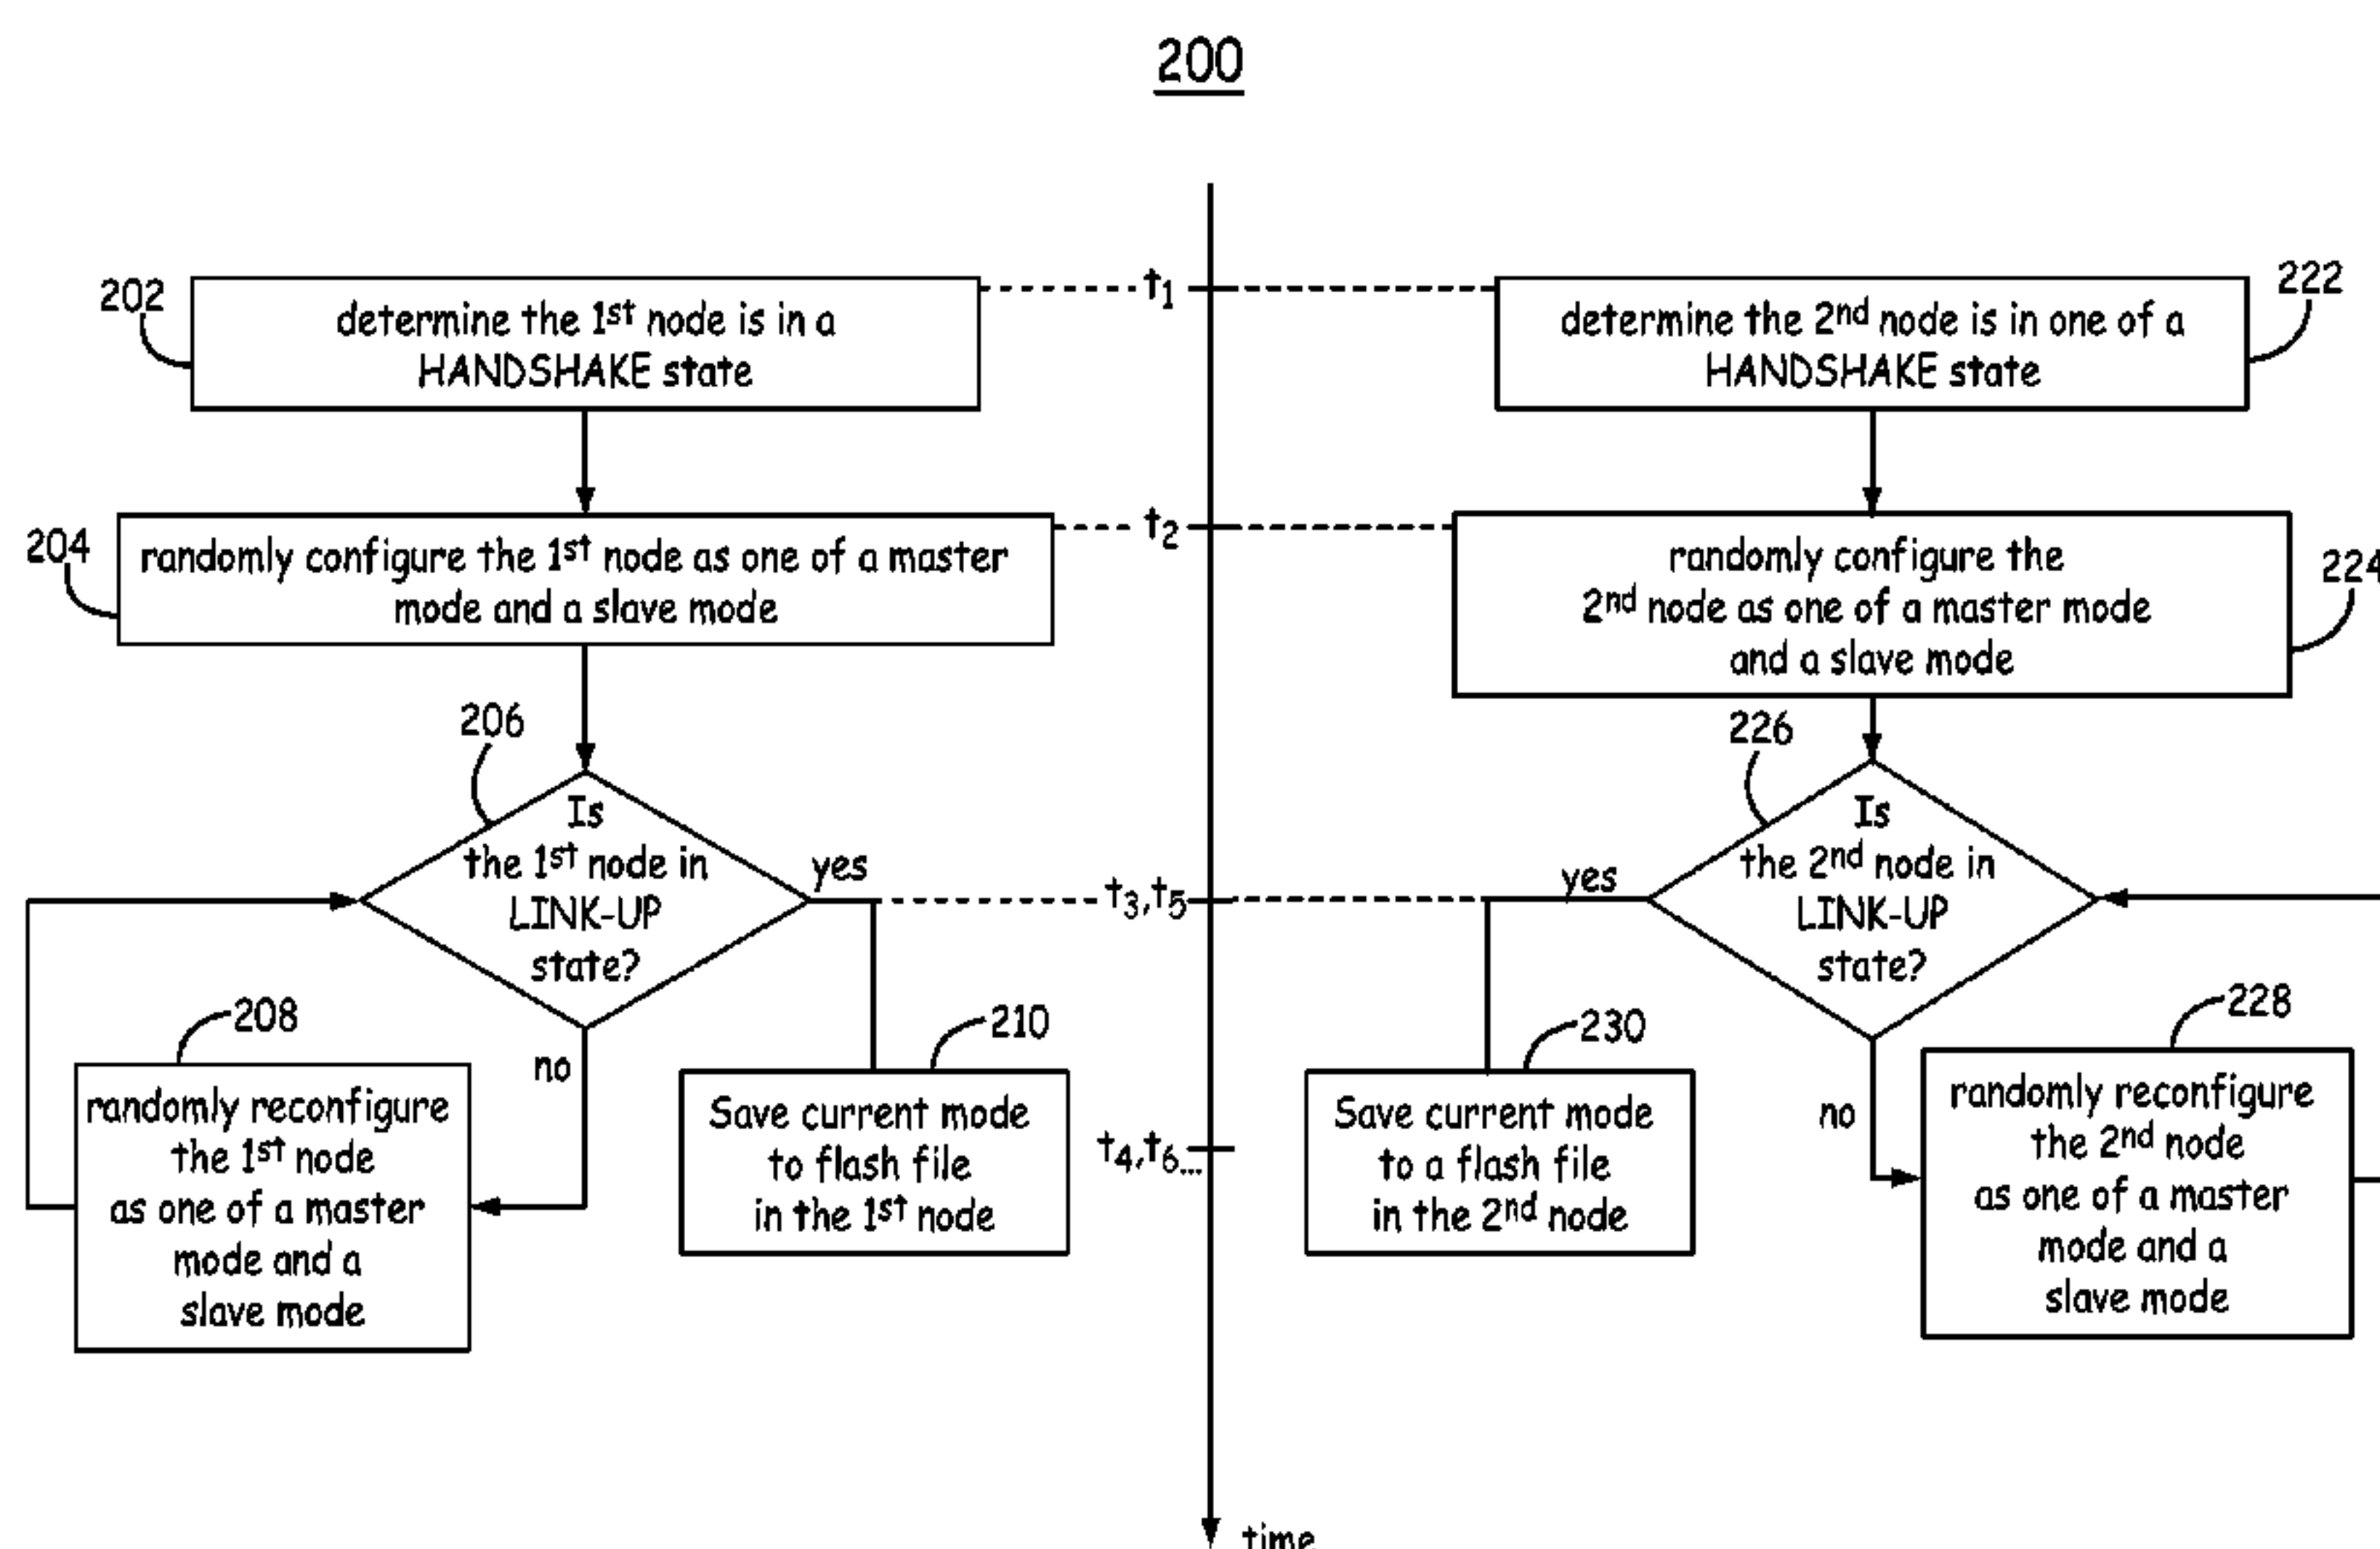 200
202
determine the 1st node is in a
HANDSHAKE state
t1
222
determine the 2nd node is in one of a
HANDSHAKE state
204
randomly configure the 1st node as one of a master
mode and a slave mode
t2
224
randomly configure the
2nd node as one of a master mode
and a slave mode
206
Is
the 1st node in
LINK-UP
state?
yes
no
t3,t5
226
Is
the 2nd node in
LINK-UP
state?
yes
no
208
randomly reconfigure
the 1st node
as one of a master
mode and a
slave mode
210
Save current mode
to flash file
in the 1st node
t4,t6...
230
Save current mode
to a flash file
in the 2nd node
228
randomly reconfigure
the 2nd node
as one of a master
mode and a
slave mode
time